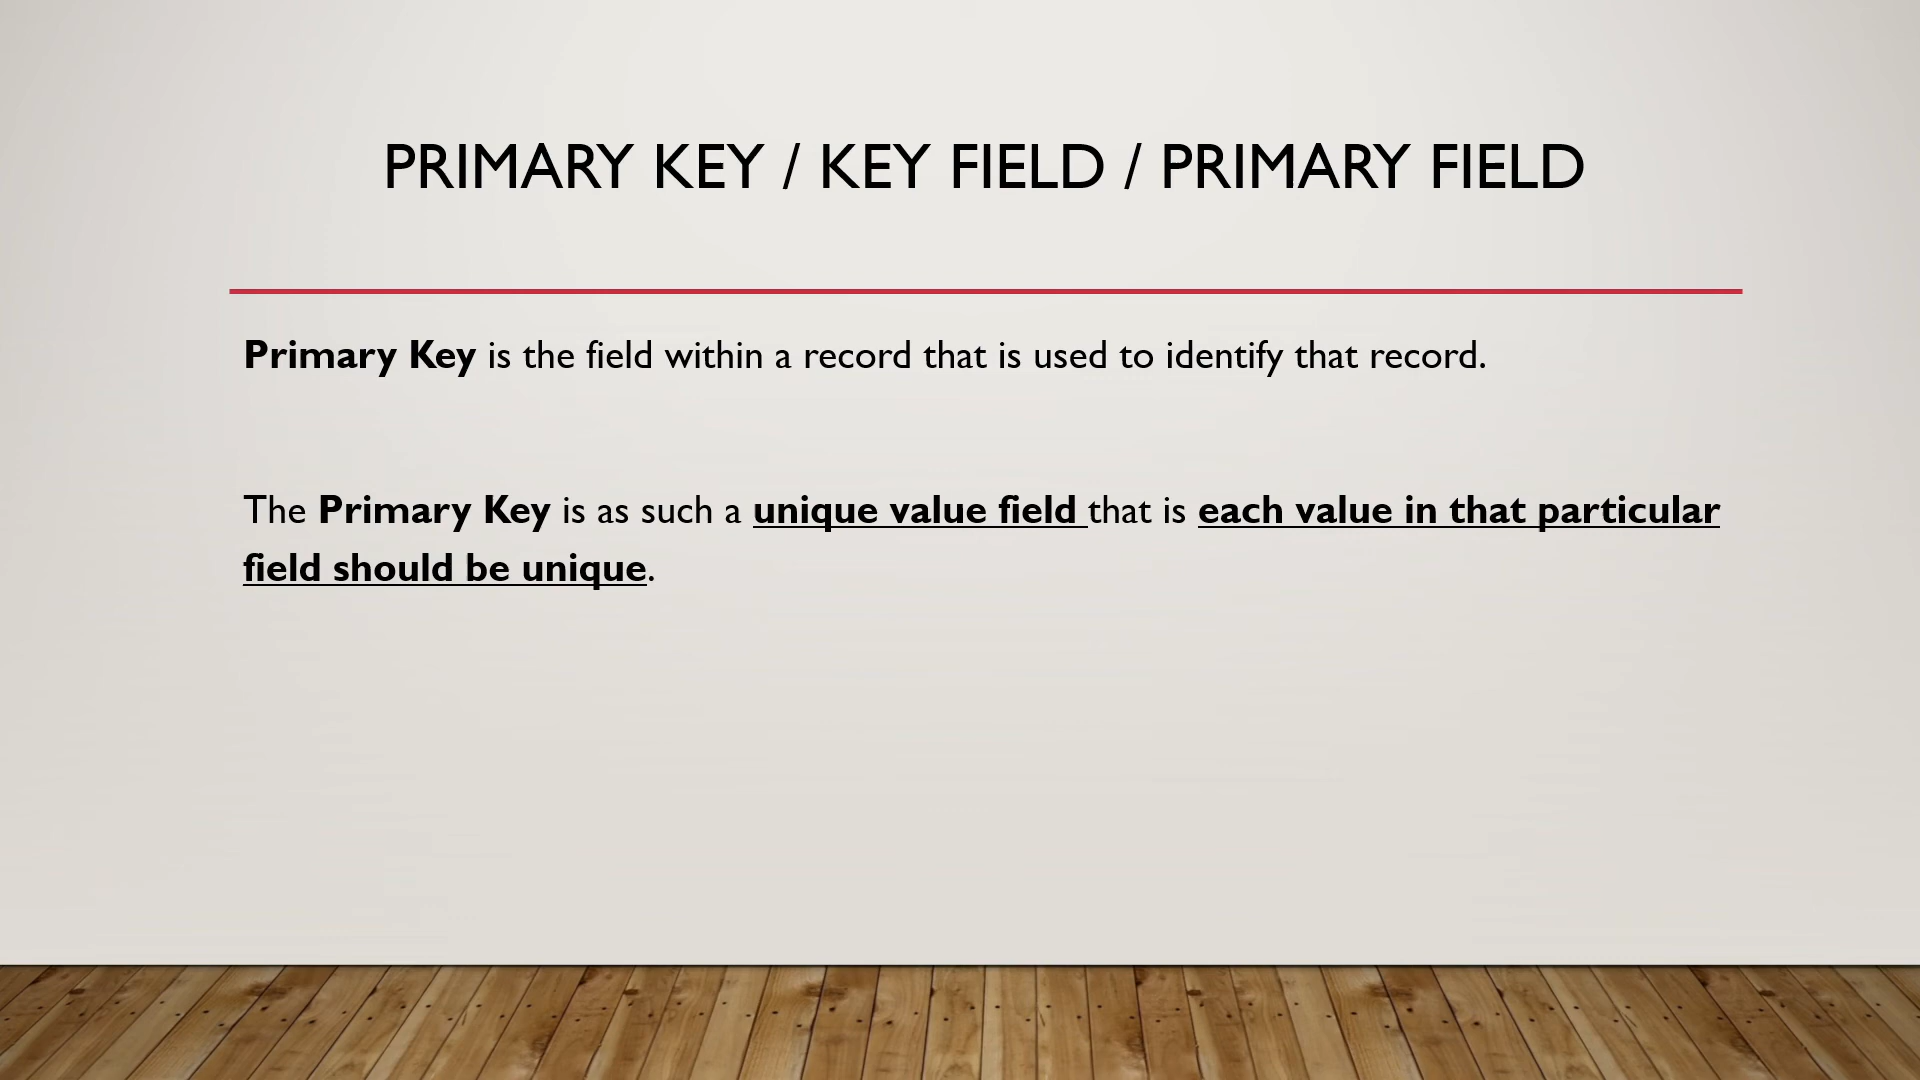 PRIMARY KEY / KEY FIELD / PRIMARY FIELD
Primary Key is the field within a record that is used to identify that record.
The Primary Key is as such a unique value field that is each value in that particular
field should be unique.